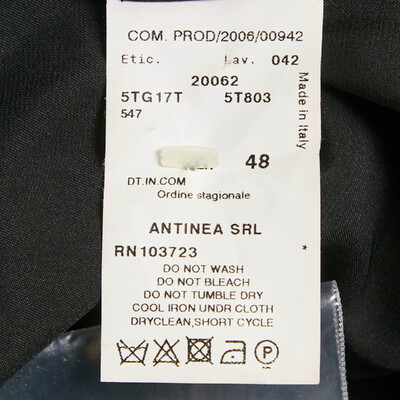 COM. PROD/2006/00942
Etic. Lav. 042
20062
5TG17T 5T803
547
Made in Italy
48
DT.IN.COM
Ordine stagionale
ANTINEA SRL
RN103723
*
DO NOT WASH
DO NOT BLEACH
DO NOT TUMBLE DRY
COOL IRON UNDR CLOTH
DRYCLEAN,SHORT CYCLE
P